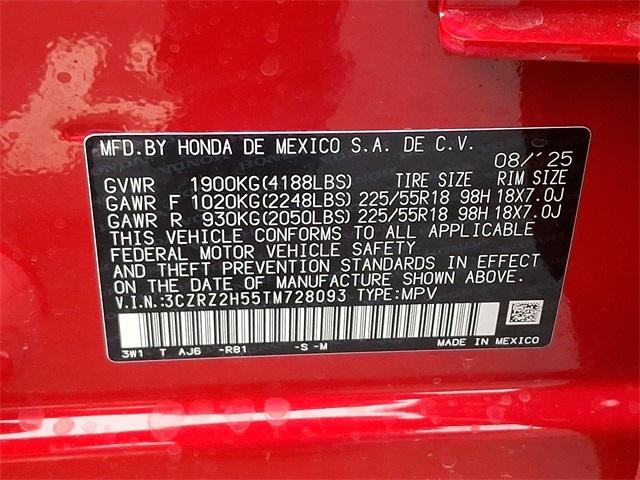 MFD.BY HONDA DE MEXICO S.A. DE C.V. 08/'25
GVWR 1900KG(4188LBS) TIRE SIZE RIM SIZE
GAWR F 1020KG(2248LBS) 225/55R18 98H 18X7.0J
GAWR R 930KG(2050LBS) 225/55R18 98H 18X7.0J
THIS VEHICLE CONFORMS TO ALL APPLICABLE
FEDERAL MOTOR VEHICLE SAFETY
AND THEFT PREVENTION STANDARDS IN EFFECT
ON THE DATE OF MANUFACTURE SHOWN ABOVE.
V.I.N.:3CZRZ2H55TM728093 TYPE:MPV
3W1 T AJ6 -RB1 -S -M MADE IN MEXICO